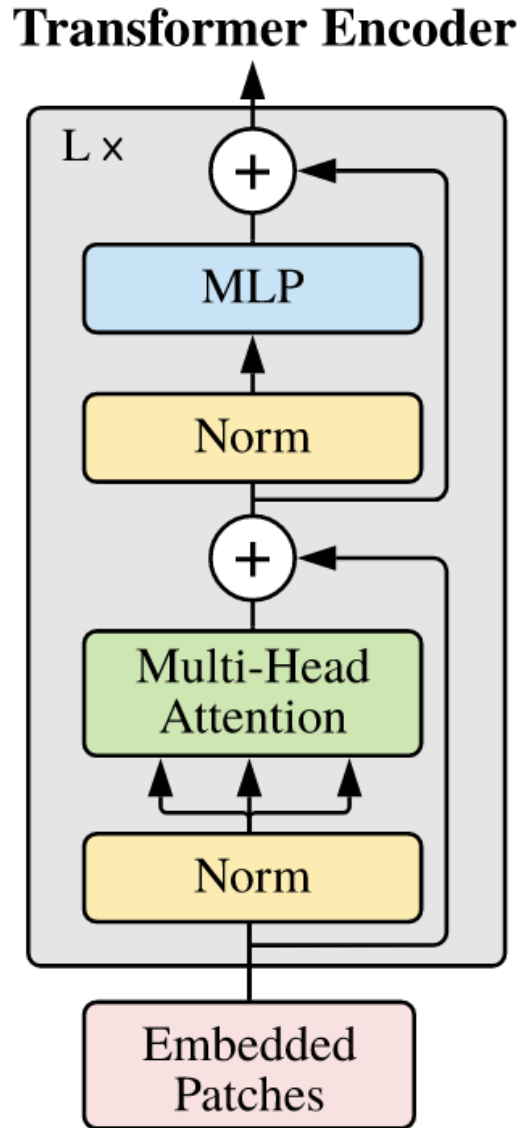 Transformer Encoder
L ×
+
MLP
Norm
+
Multi-Head
Attention
Norm
Embedded
Patches